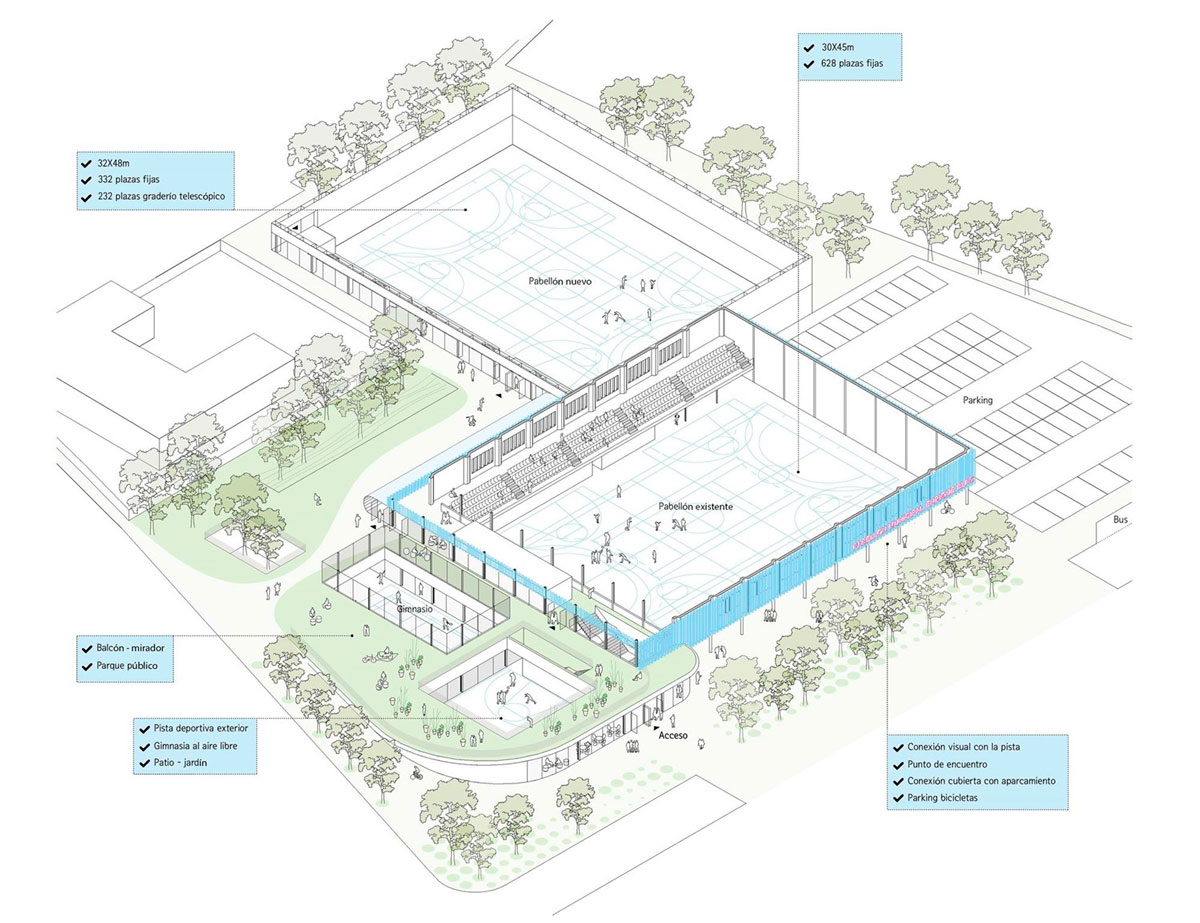 30X45m
628 plazas fijas
32X48m
332 plazas fijas
232 plazas graderío telescópico
Pabellón nuevo
Parking
Pabellón existente
Bus
Gimnasio
Balcón - mirador
Parque público
Pista deportiva exterior
Gimnasia al aire libre
Patio - jardín
Acceso
Conexión visual con la pista
Punto de encuentro
Conexión cubierta con aparcamiento
Parking bicicletas